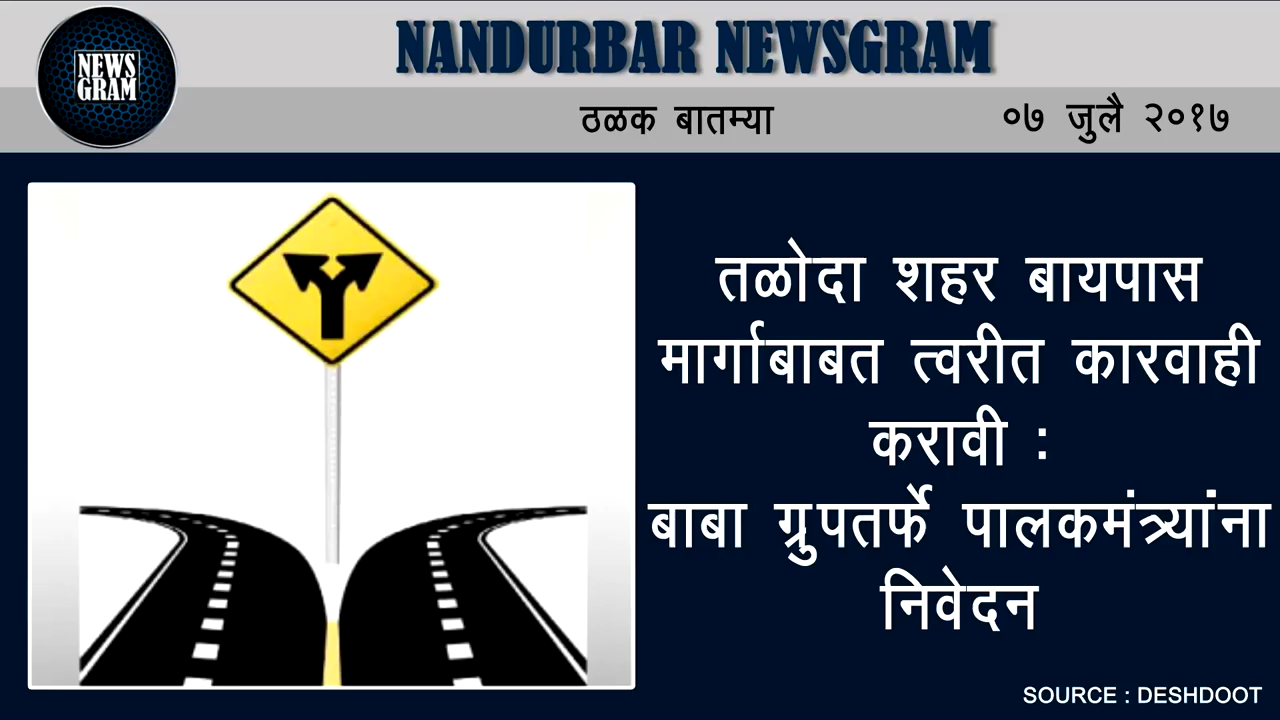 NEWS
GRAM
NANDURBAR NEWSGRAM
ठळक बातम्या
०७ जुलै २०१७
तळोदा शहर बायपास
मार्गाबाबत त्वरीत कारवाही
करावी :
बाबा ग्रुपतर्फे पालकमंत्र्यांना
निवेदन
SOURCE : DESHDOOT